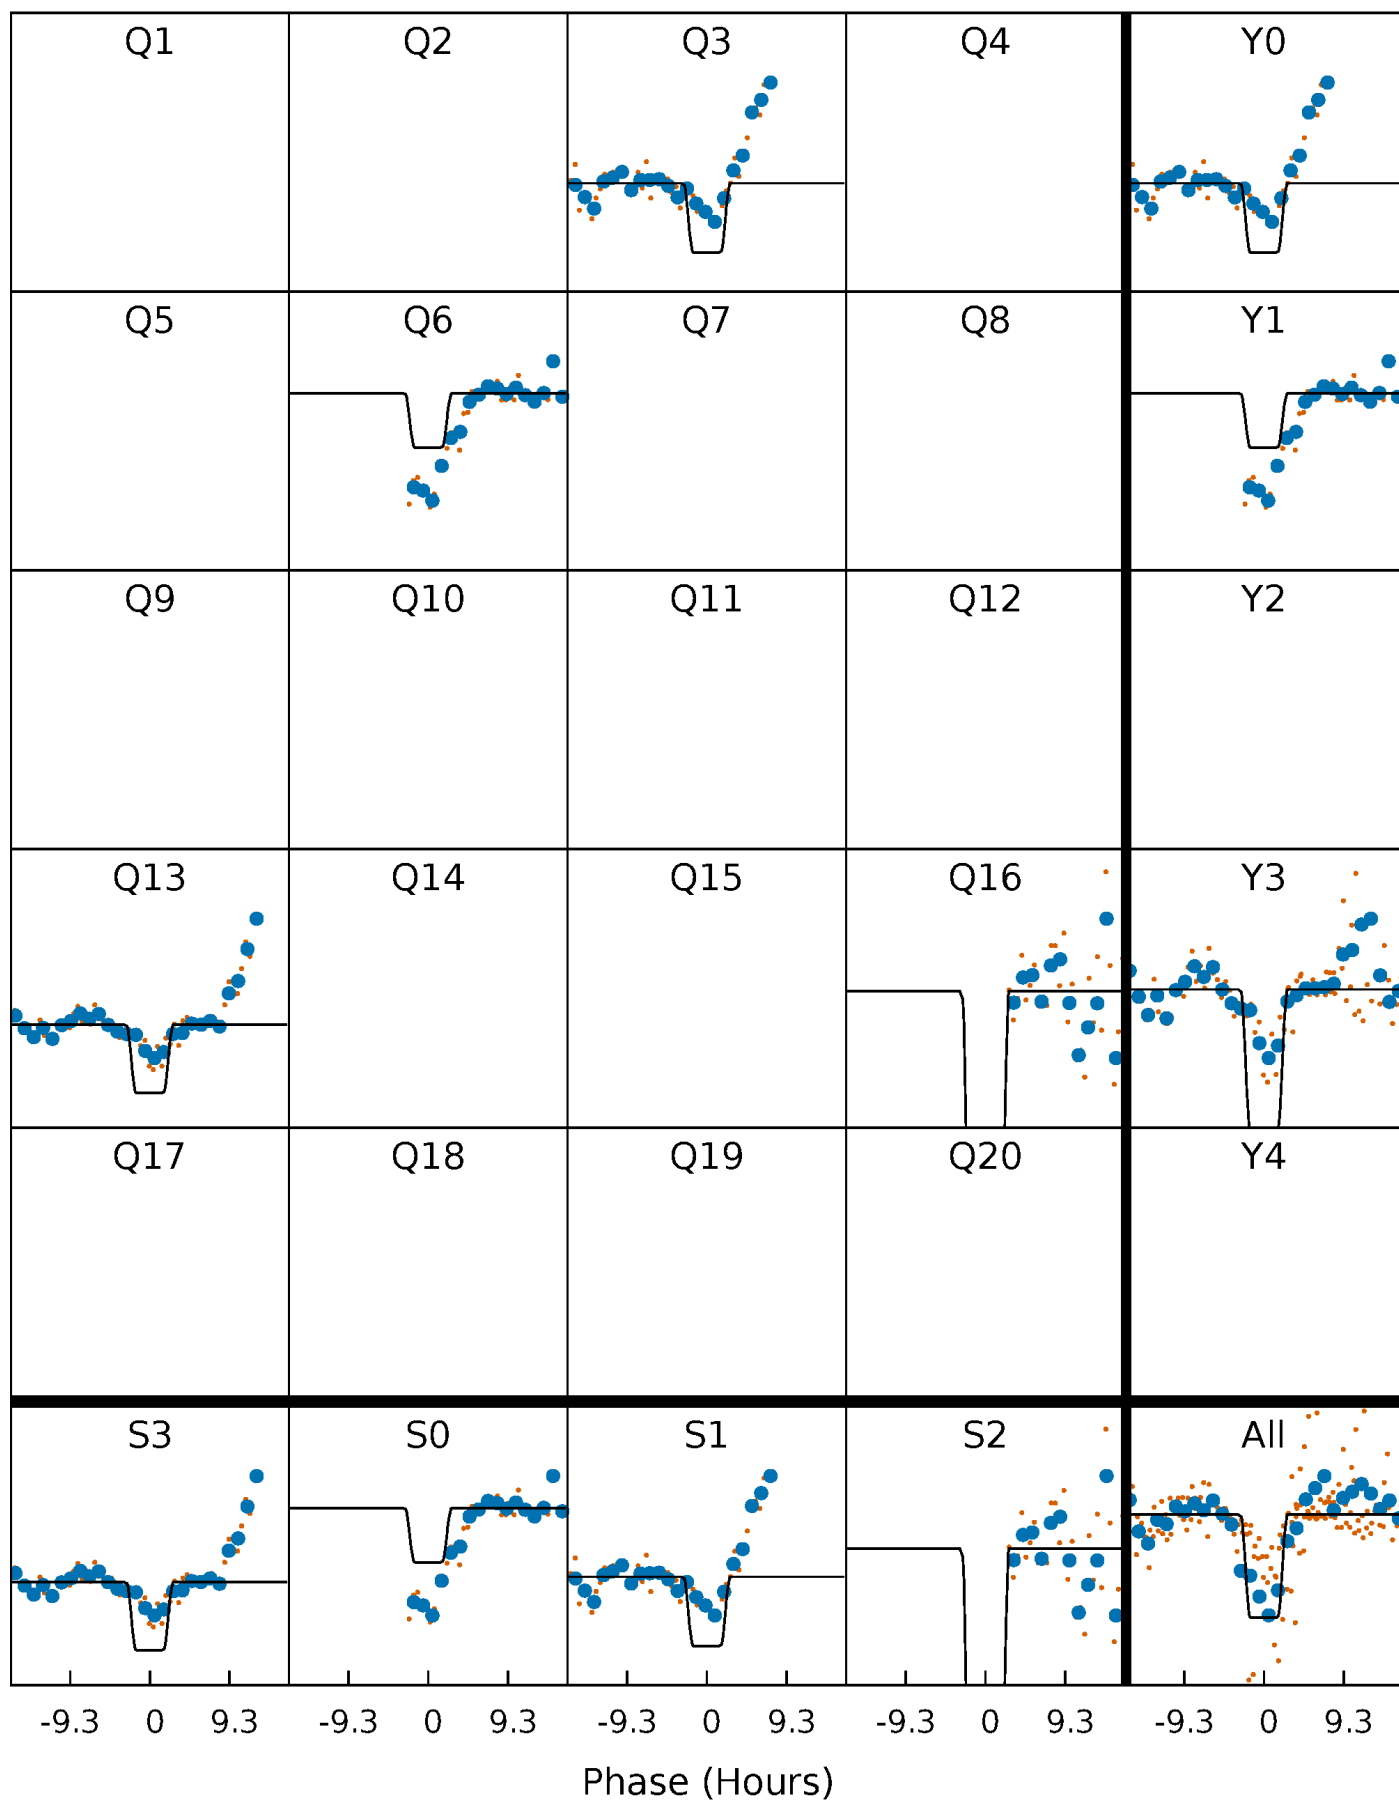 Q1 Q2 Q3 Q4 Y0
Q5 Q6 Q7 Q8 Y1
Q9 Q10 Q11 Q12 Y2
Q13 Q14 Q15 Q16 Y3
Q17 Q18 Q19 Q20 Y4
S3 S0 S1 S2 All
-9.3 0 9.3 -9.3 0 9.3 -9.3 0 9.3 -9.3 0 9.3 -9.3 0 9.3
Phase (Hours)